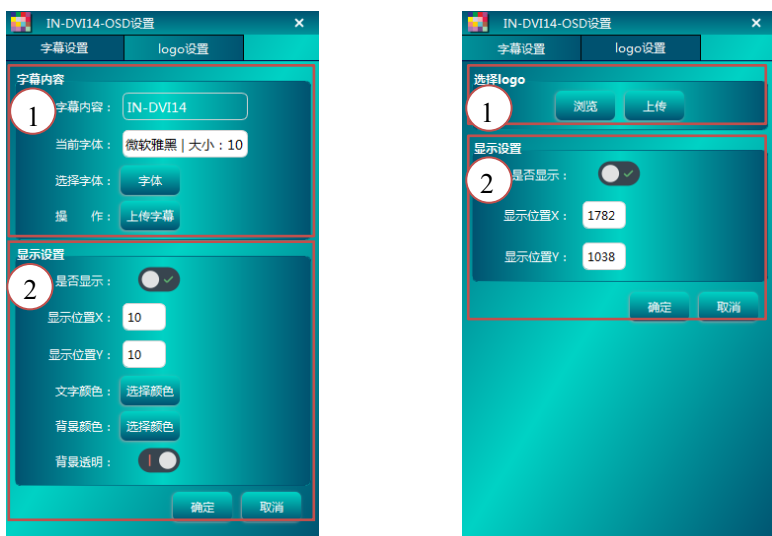 IN-DVI14-OSD设置 ×
字幕设置 logo设置
字幕内容
1
字幕内容： IN-DVI14
当前字体： 微软雅黑 | 大小：10
选择字体： 字体
操 作： 上传字幕
显示设置
2
是否显示：
显示位置X： 10
显示位置Y： 10
文字颜色： 选择颜色
背景颜色： 选择颜色
背景透明：
确定 取消
IN-DVI14-OSD设置 ×
字幕设置 logo设置
选择logo
1
浏览 上传
显示设置
2
是否显示：
显示位置X： 1782
显示位置Y： 1038
确定 取消